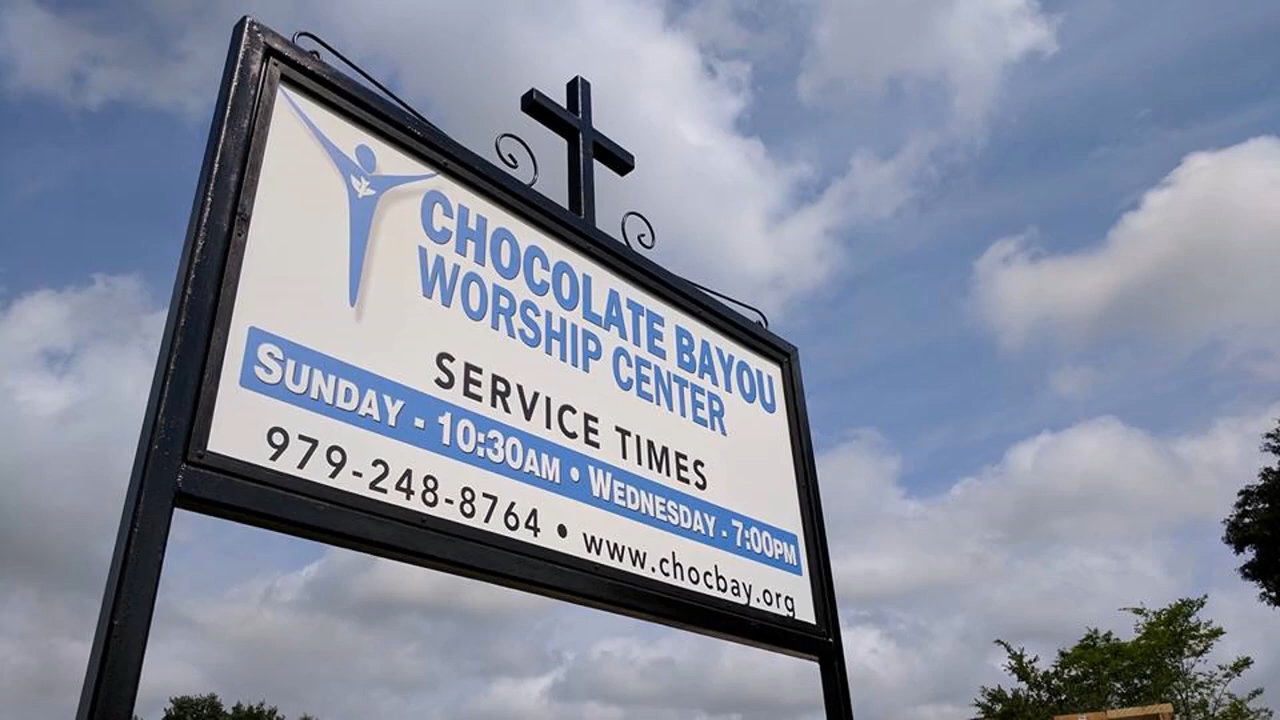 CHOCOLATE BAYOU
WORSHIP CENTER
SERVICE TIMES
SUNDAY - 10:30AM • WEDNESDAY - 7:00PM
979-248-8764 • www.chocbay.org